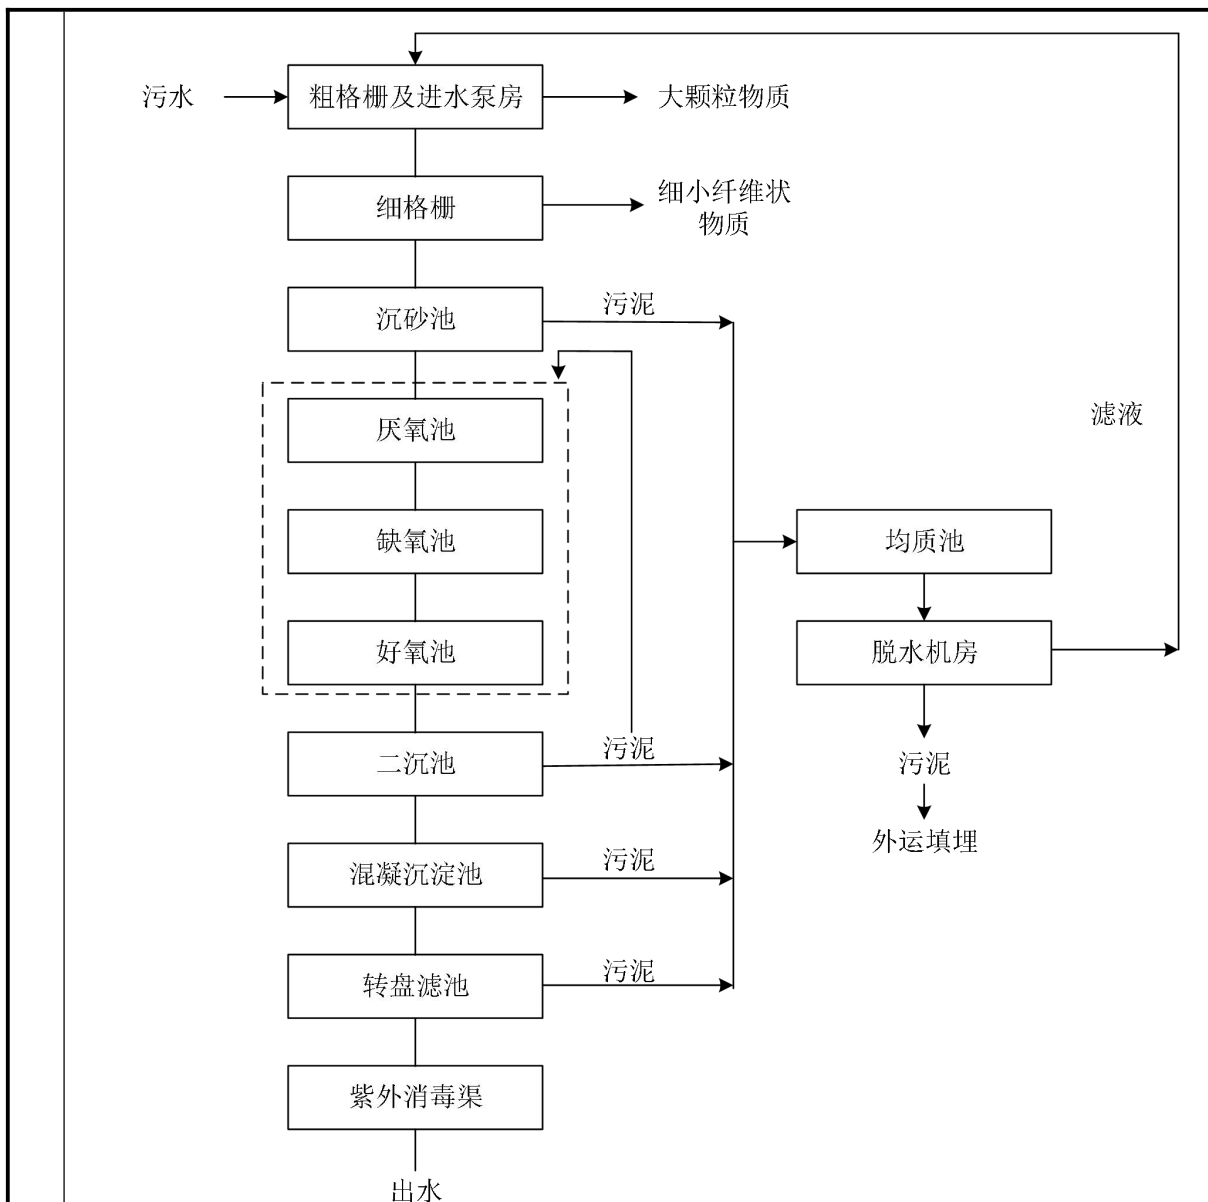 污水
粗格栅及进水泵房
大颗粒物质
细格栅
细小纤维状
物质
沉砂池
污泥
厌氧池
滤液
缺氧池
均质池
好氧池
脱水机房
二沉池
污泥
污泥
外运填埋
混凝沉淀池
污泥
转盘滤池
污泥
紫外消毒渠
出水